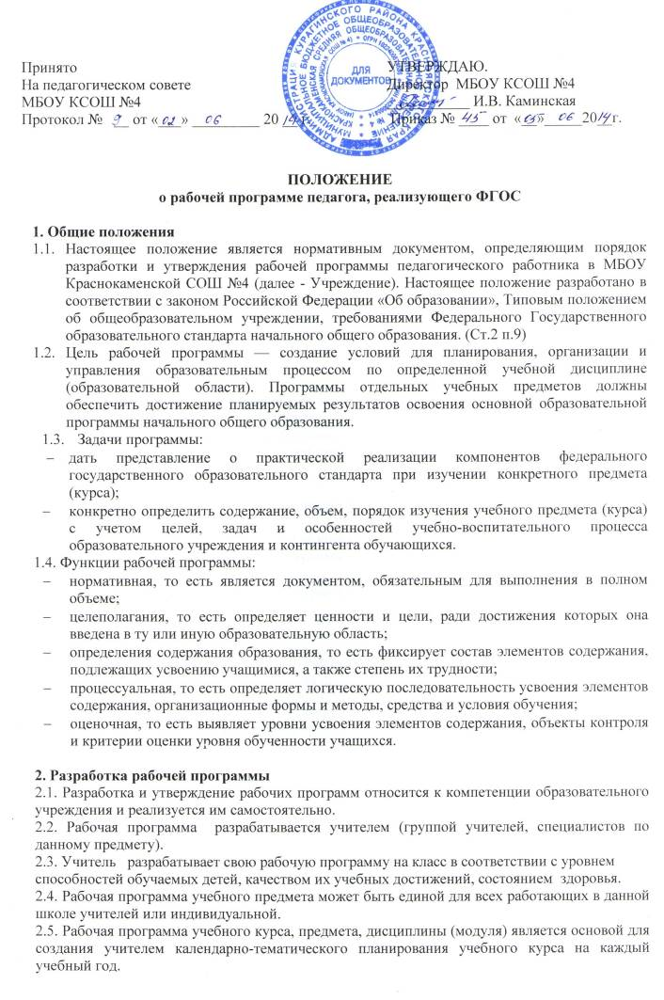 Принято УТВЕРЖДАЮ.
На педагогическом совете Директор МБОУ КСОШ №4
МБОУ КСОШ №4 И.В. Каминская
Протокол № 9 от «02» 06 2014 Приказ № 45 от «05» 06 2014г.
ДЛЯ
ДОКУМЕНТОВ
ПОЛОЖЕНИЕ
о рабочей программе педагога, реализующего ФГОС
1. Общие положения
1.1. Настоящее положение является нормативным документом, определяющим порядок
разработки и утверждения рабочей программы педагогического работника в МБОУ
Краснокаменской СОШ №4 (далее - Учреждение). Настоящее положение разработано в
соответствии с законом Российской Федерации «Об образовании», Типовым положением
об общеобразовательном учреждении, требованиями Федерального Государственного
образовательного стандарта начального общего образования. (Ст.2 п.9)
1.2. Цель рабочей программы — создание условий для планирования, организации и
управления образовательным процессом по определенной учебной дисциплине
(образовательной области). Программы отдельных учебных предметов должны
обеспечить достижение планируемых результатов освоения основной образовательной
программы начального общего образования.
1.3. Задачи программы:
– дать представление о практической реализации компонентов федерального
государственного образовательного стандарта при изучении конкретного предмета
(курса);
– конкретно определить содержание, объем, порядок изучения учебного предмета (курса)
с учетом целей, задач и особенностей учебно-воспитательного процесса
образовательного учреждения и контингента обучающихся.
1.4. Функции рабочей программы:
– нормативная, то есть является документом, обязательным для выполнения в полном
объеме;
– целеполагания, то есть определяет ценности и цели, ради достижения которых она
введена в ту или иную образовательную область;
– определения содержания образования, то есть фиксирует состав элементов содержания,
подлежащих усвоению учащимися, а также степень их трудности;
– процессуальная, то есть определяет логическую последовательность усвоения элементов
содержания, организационные формы и методы, средства и условия обучения;
– оценочная, то есть выявляет уровни усвоения элементов содержания, объекты контроля
и критерии оценки уровня обученности учащихся.
2. Разработка рабочей программы
2.1. Разработка и утверждение рабочих программ относится к компетенции образовательного
учреждения и реализуется им самостоятельно.
2.2. Рабочая программа разрабатывается учителем (группой учителей, специалистов по
данному предмету).
2.3. Учитель разрабатывает свою рабочую программу на класс в соответствии с уровнем
способностей обучаемых детей, качеством их учебных достижений, состоянием здоровья.
2.4. Рабочая программа учебного предмета может быть единой для всех работающих в данной
школе учителей или индивидуальной.
2.5. Рабочая программа учебного курса, предмета, дисциплины (модуля) является основой для
создания учителем календарно-тематического планирования учебного курса на каждый
учебный год.